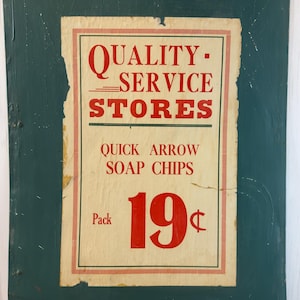 QUALITY ·
SERVICE
STORES
QUICK ARROW
SOAP CHIPS
Pack 19¢